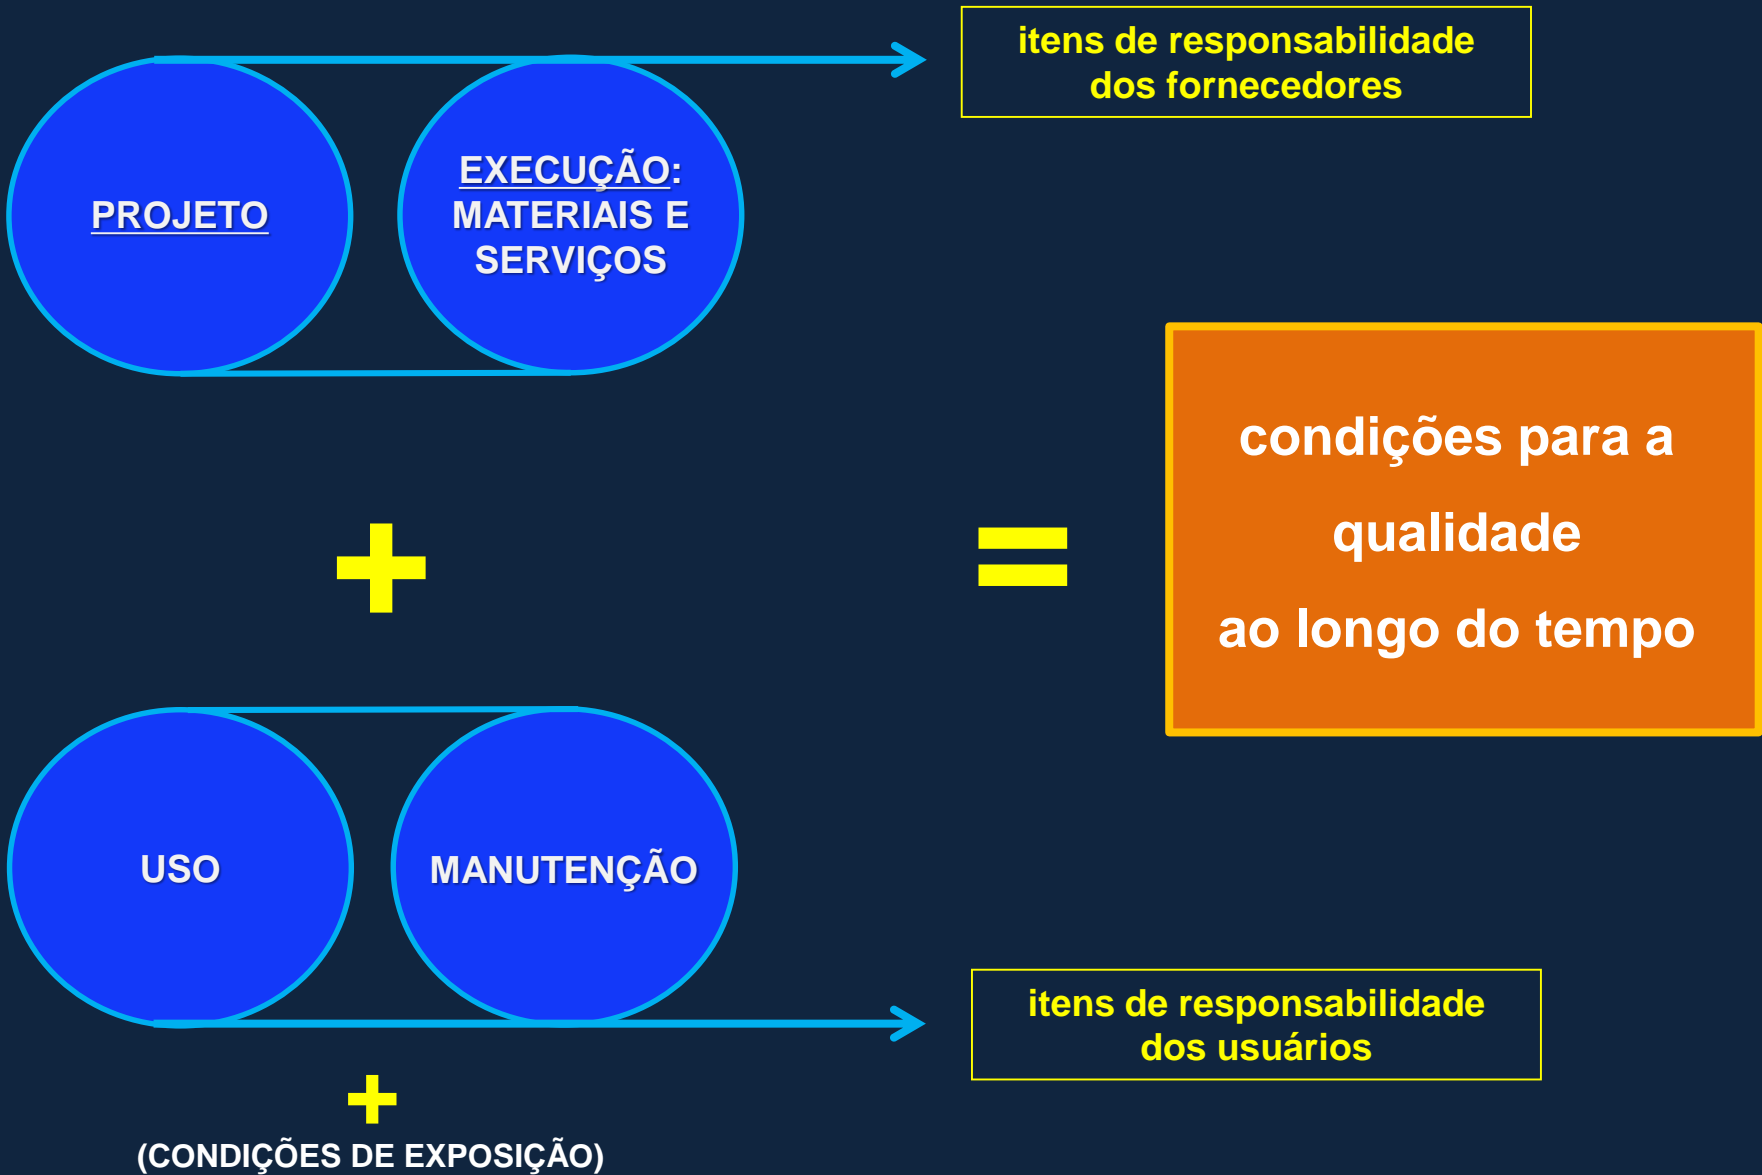 itens de responsabilidade
dos fornecedores
PROJETO
EXECUÇÃO:
MATERIAIS E
SERVIÇOS
+
=
condições para a
qualidade
ao longo do tempo
USO
MANUTENÇÃO
itens de responsabilidade
dos usuários
+
(CONDIÇÕES DE EXPOSIÇÃO)